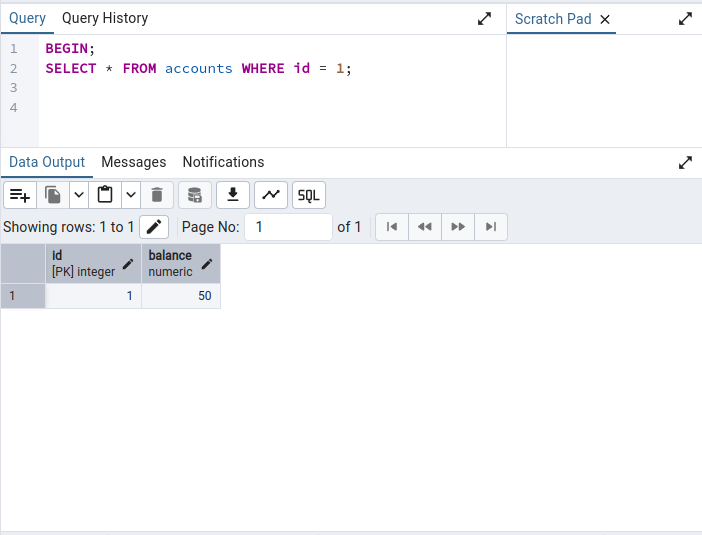 Query Query History
Scratch Pad
1 BEGIN;
2 SELECT * FROM accounts WHERE id = 1;
3
4
Data Output Messages Notifications
SQL
Showing rows: 1 to 1 Page No: 1 of 1
id balance
[PK] integer numeric
1 1 50